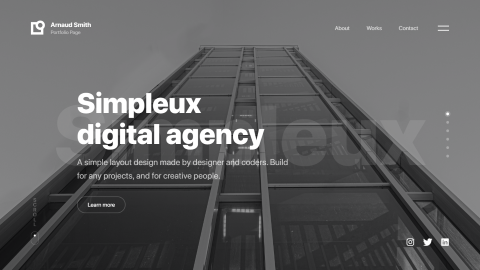 Arnaud Smith
Portfolio Page
About
Works
Contact
Simpleux
Simpleux
digital agency
A simple layout design made by designer and coders. Build
for any projects, and for creative people.
Learn more